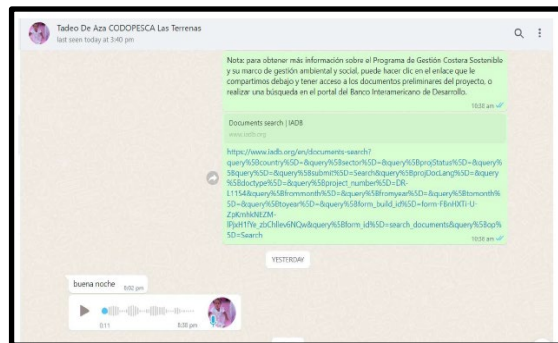 Tadeo De Aza CODOPESCA Las Terrenas
last seen today at 3:40 pm
Nota: para obtener más información sobre el Programa de Gestión Costera Sostenible
y su marco de gestión ambiental y social, puede hacer clic en el enlace que le
compartimos debajo y tener acceso a los documentos preliminares del proyecto, o
realizar una búsqueda en el portal del Banco Interamericano de Desarrollo.
10:38 am
Documents search | IADB
www.iadb.org
https://www.iadb.org/en/documents-search?
query%5Bcountry%5D=&query%5Bsector%5D=&query%5BprojStatus%5D=&query%
5Bquery%5D=&query%5Bsubmit%5D=Search&query%5BprojDocLang%5D=&query
%5Bdoctype%5D=&query%5Bproject_number%5D=DR-
L1154&query%5Bfrommonth%5D=&query%5Bfromyear%5D=&query%5Btomonth%
5D=&query%5Btoyear%5D=&query%5Bform_build_id%5D=form-FBnHXTi-U-
query%5Bform_id%5D=search_documents&query%5Bop%
5D=Search
10:38 am
YESTERDAY
buena noche 8:02 pm
0:11 8:08 pm